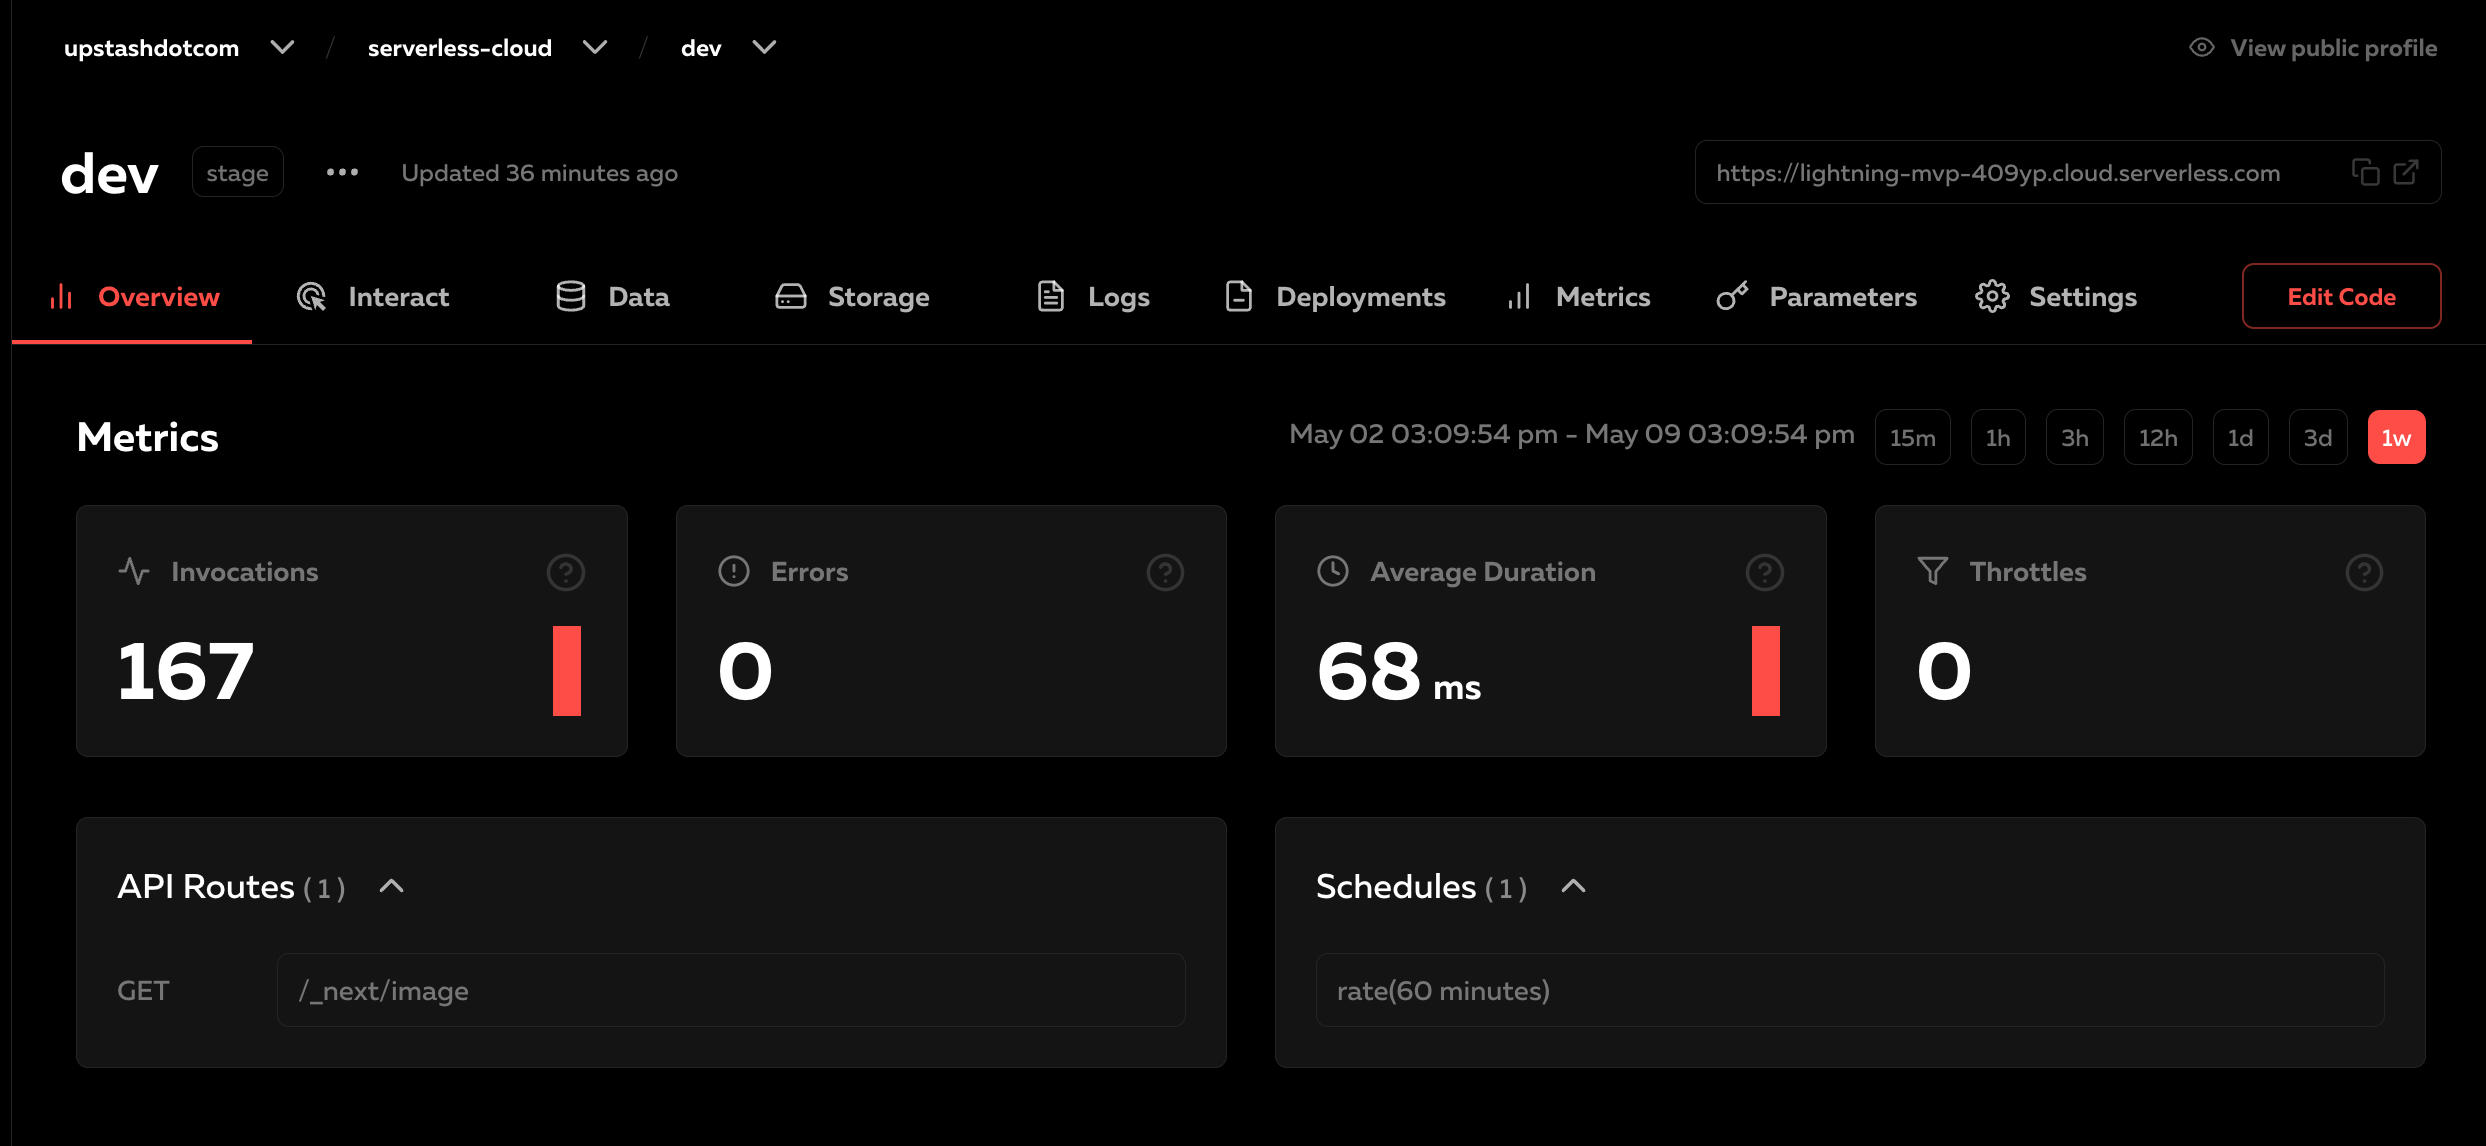 upstashdotcom / serverless-cloud / dev View public profile
dev stage ••• Updated 36 minutes ago https://lightning-mvp-409yp.cloud.serverless.com
Overview Interact Data Storage Logs Deployments Metrics Parameters Settings Edit Code
Metrics May 02 03:09:54 pm - May 09 03:09:54 pm 15m 1h 3h 12h 1d 3d 1w
Invocations ? Errors ? Average Duration ? Throttles ?
167 0 68 ms 0
API Routes (1) Schedules (1)
GET /_next/image rate(60 minutes)